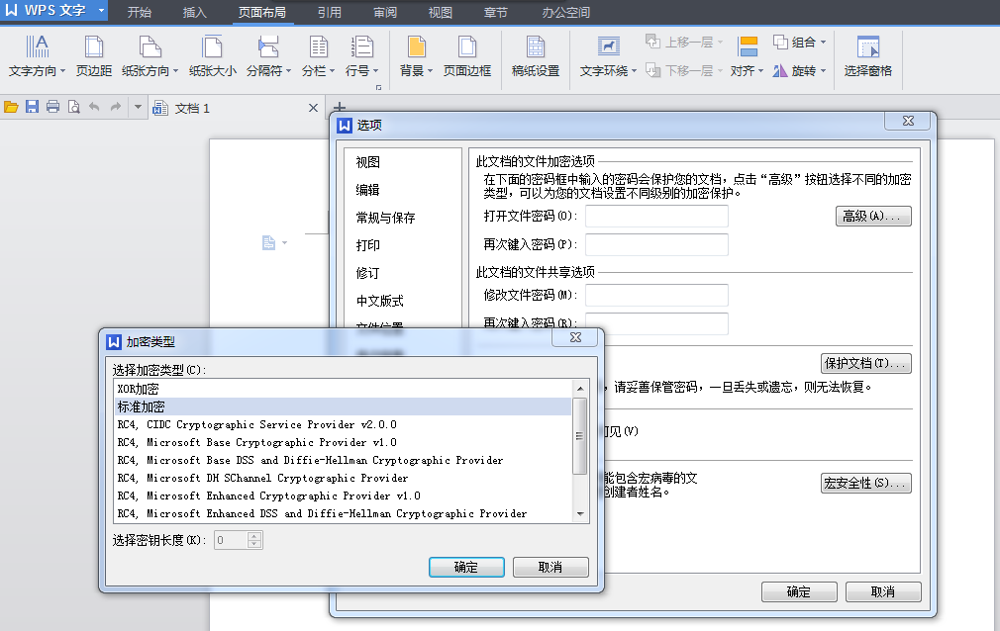 WPS 文字
开始 插入 页面布局 引用 审阅 视图 章节 办公空间
文字方向 页边距 纸张方向 纸张大小 分隔符 分栏 行号 背景 页面边框 稿纸设置 文字环绕 上移一层 下移一层 对齐 组合 旋转 选择窗格
文档 1
选项
视图
编辑
常规与保存
打印
修订
中文版式
文件位置
此文档的文件加密选项
在下面的密码框中输入的密码会保护您的文档，点击“高级”按钮选择不同的加密
类型，可以为您的文档设置不同级别的加密保护。
打开文件密码(O):
高级(A)...
再次键入密码(P):
此文档的文件共享选项
修改文件密码(M):
再次键入密码(R):
保护文档(T)...
，请妥善保管密码，一旦丢失或遗忘，则无法恢复。
可见(V)
能包含宏病毒的文
创建者姓名。
宏安全性(S)...
确定 取消
加密类型
选择加密类型(C):
XOR加密
标准加密
RC4, CIDC Cryptographic Service Provider v2.0.0
RC4, Microsoft Base Cryptographic Provider v1.0
RC4, Microsoft Base DSS and Diffie-Hellman Cryptographic Provider
RC4, Microsoft DH SChannel Cryptographic Provider
RC4, Microsoft Enhanced Cryptographic Provider v1.0
RC4, Microsoft Enhanced DSS and Diffie-Hellman Cryptographic Provider
选择密钥长度(K): 0
确定 取消